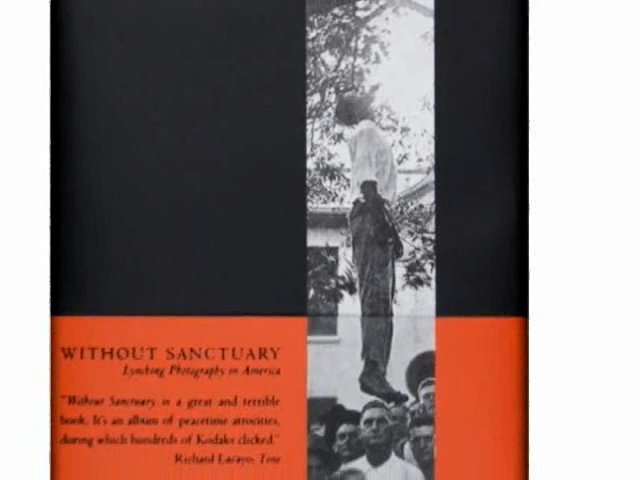 WITHOUT SANCTUARY
Lynching Photography in America
"Without Sanctuary is a great and terrible
book. It's an album of peacetime atrocities,
during which hundreds of Kodaks clicked."
Richard Lacayo, Time